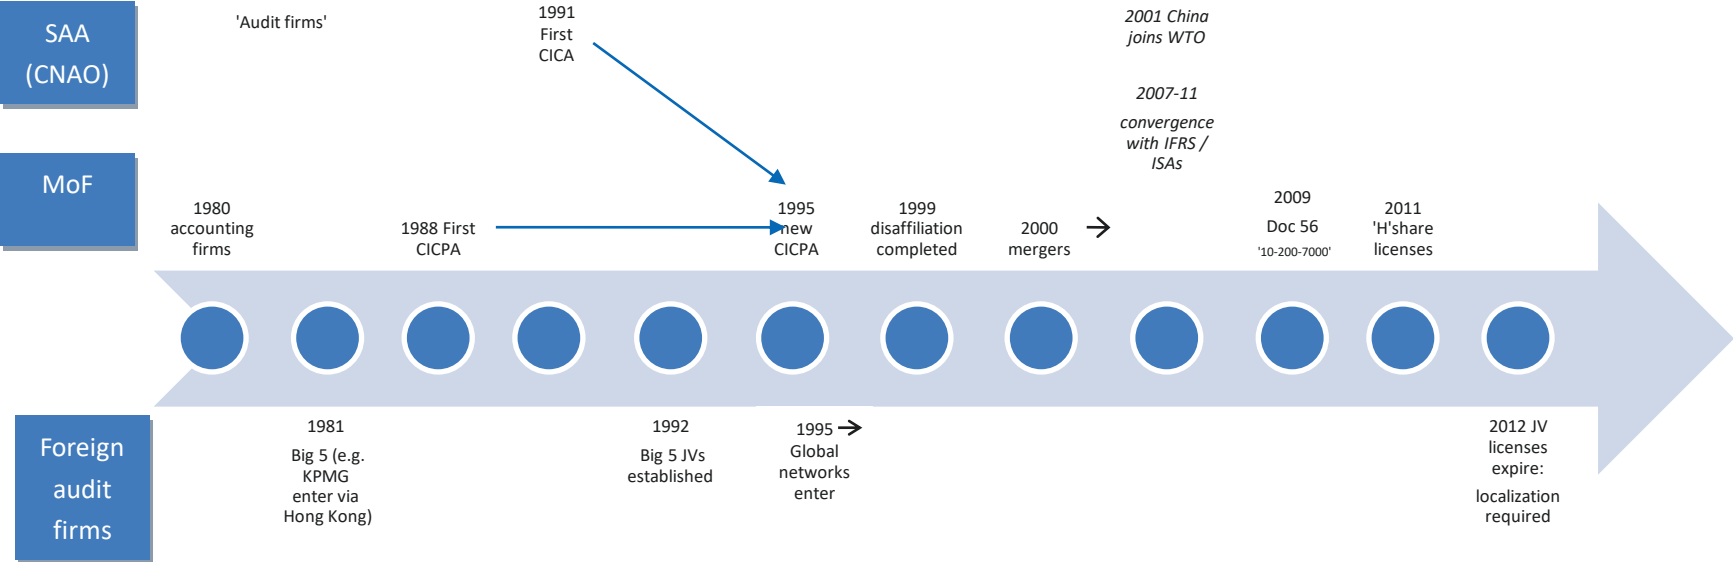 SAA
(CNAO)
'Audit firms'
1991
First
CICA
2001 China
joins WTO
2007-11
convergence
with IFRS /
ISAs
MoF
1980
accounting
firms
1988 First
CICPA
1995
new
CICPA
1999
disaffiliation
completed
2000
mergers
2009
Doc 56
'10-200-7000'
2011
'H'share
licenses
Foreign
audit
firms
1981
Big 5 (e.g.
KPMG
enter via
Hong Kong)
1992
Big 5 JVs
established
1995
Global
networks
enter
2012 JV
licenses
expire:
localization
required